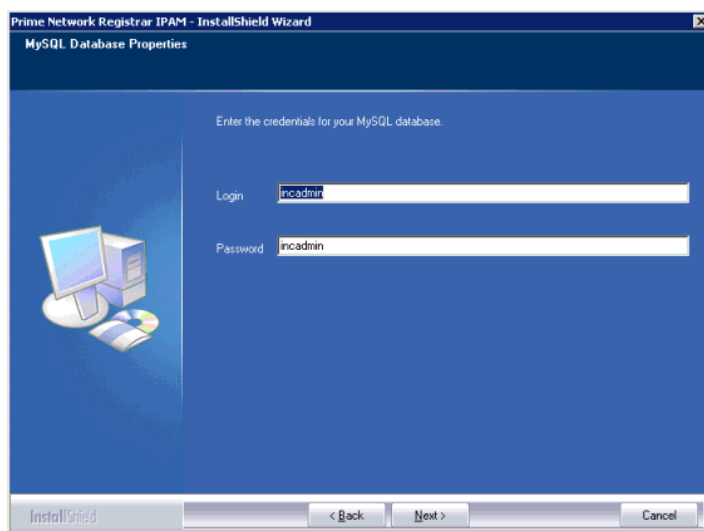 Prime Network Registrar IPAM - InstallShield Wizard
MySQL Database Properties
Enter the credentials for your MySQL database.
Login incadmin
Password incadmin
InstallShield
< Back Next > Cancel